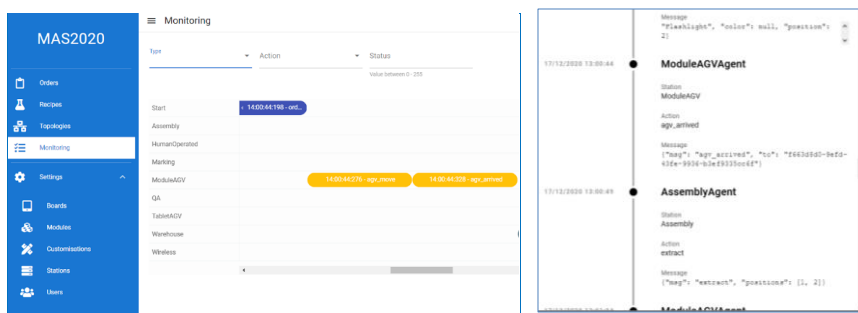 MAS2020
Orders
Recipes
Topologies
Monitoring
Settings
Boards
Modules
Customisations
Stations
Users
Monitoring
Type
Action
Status
Value between 0 - 255
Start
14:00:44:198 - ord...
Assembly
HumanOperated
Marking
ModuleAGV
14:00:44:276 - agv_move
14:00:44:328 - agv_arrived
QA
TabletAGV
Warehouse
Wireless
Message
"Flashlight", "color": null, "position":
2}
17/12/2020 13:00:44
ModuleAGVAgent
Station
ModuleAGV
Action
agv_arrived
Message
{"msg": "agv_arrived", "to":
17/12/2020 13:00:49
AssemblyAgent
Station
Assembly
Action
extract
Message
{"msg": "extract", "positions": [1, 2]}
ModuleAGVAgent